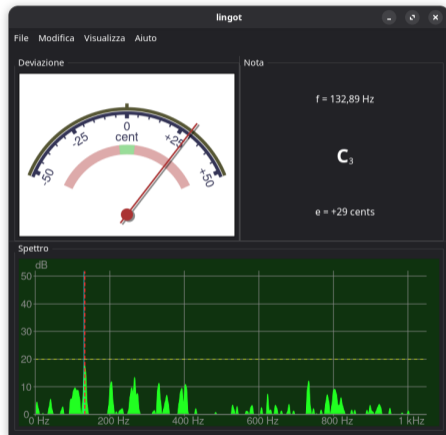 lingot
File Modifica Visualizza Aiuto
Deviazione
-50
-25
0
+25
+50
cent
Nota
f = 132,89 Hz
C3
e = +29 cents
Spettro
dB
50
40
30
20
10
0
0 Hz 200 Hz 400 Hz 600 Hz 800 Hz 1 kHz